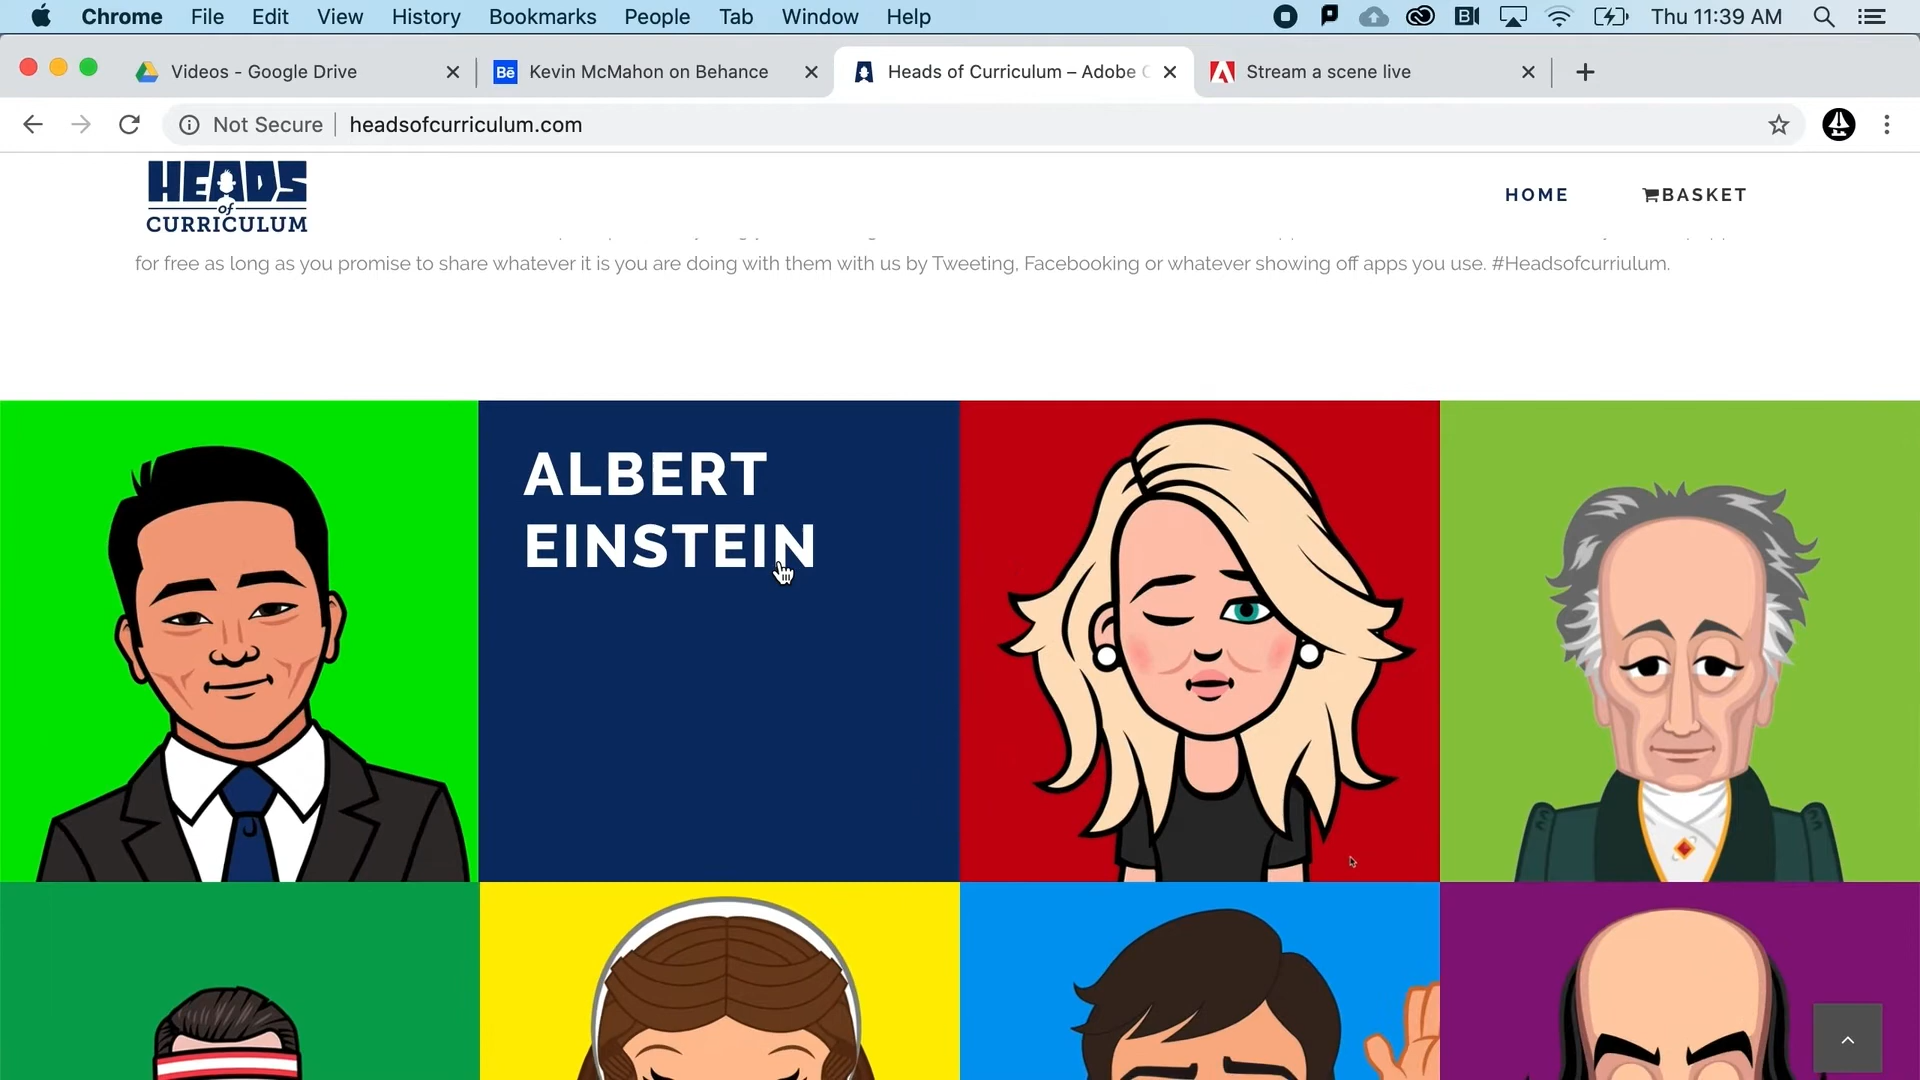 Chrome File Edit View History Bookmarks People Tab Window Help Thu 11:39 AM
Videos - Google Drive Bē Kevin McMahon on Behance Heads of Curriculum – Adobe Stream a scene live
Not Secure headsofcurriculum.com
HEADS
of
CURRICULUM
HOME BASKET
for free as long as you promise to share whatever it is you are doing with them with us by Tweeting, Facebooking or whatever showing off apps you use. #Headsofcurriulum.
ALBERT
EINSTEIN